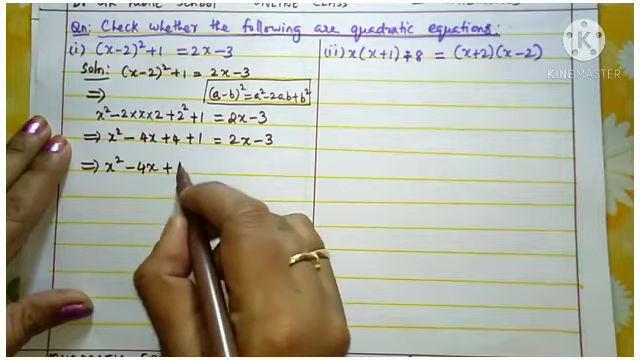 ONLINE CLASS
Qn: Check whether the following are quadratic equations:
(i) (x-2)²+1 = 2x-3
Soln: (x-2)²+1 = 2x-3
⇒ (a-b)² = a²-2ab+b²
x²-2×x×2+2²+1 = 2x-3
⇒ x²-4x+4+1 = 2x-3
⇒ x²-4x+
(ii) x(x+1)+8 = (x+2)(x-2)
KINEMASTER